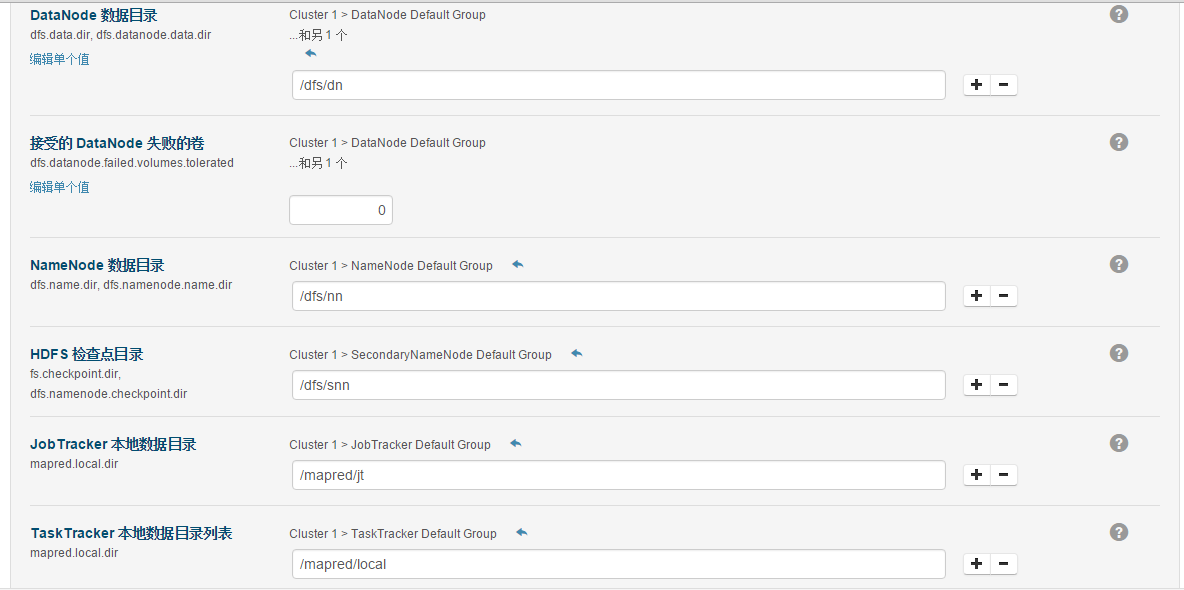 DataNode 数据目录
Cluster 1 > DataNode Default Group
?
dfs.data.dir, dfs.datanode.data.dir
...和另 1 个
编辑单个值
/dfs/dn
接受的 DataNode 失败的卷
Cluster 1 > DataNode Default Group
?
dfs.datanode.failed.volumes.tolerated
...和另 1 个
编辑单个值
0
NameNode 数据目录
Cluster 1 > NameNode Default Group
?
dfs.name.dir, dfs.namenode.name.dir
/dfs/nn
HDFS 检查点目录
Cluster 1 > SecondaryNameNode Default Group
?
fs.checkpoint.dir,
dfs.namenode.checkpoint.dir
/dfs/snn
JobTracker 本地数据目录
Cluster 1 > JobTracker Default Group
?
mapred.local.dir
/mapred/jt
TaskTracker 本地数据目录列表
Cluster 1 > TaskTracker Default Group
?
mapred.local.dir
/mapred/local